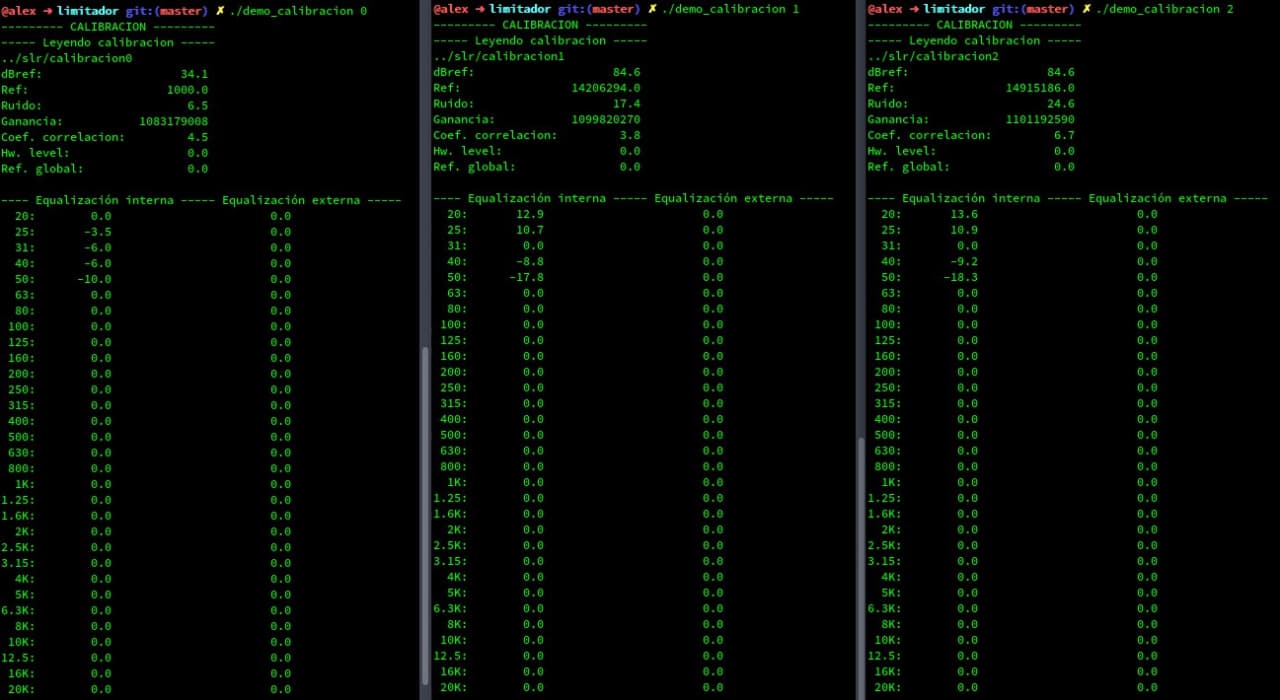 @alex ➜ limitador git:(master) ✗ ./demo_calibracion 0
--------- CALIBRACION ---------
----- Leyendo calibracion -----
../slr/calibracion0
dBref: 34.1
Ref: 1000.0
Ruido: 6.5
Ganancia: 1083179008
Coef. correlacion: 4.5
Hw. level: 0.0
Ref. global: 0.0
---- Equalización interna ----- Equalización externa -----
20: 0.0 0.0
25: -3.5 0.0
31: -6.0 0.0
40: -6.0 0.0
50: -10.0 0.0
63: 0.0 0.0
80: 0.0 0.0
100: 0.0 0.0
125: 0.0 0.0
160: 0.0 0.0
200: 0.0 0.0
250: 0.0 0.0
315: 0.0 0.0
400: 0.0 0.0
500: 0.0 0.0
630: 0.0 0.0
800: 0.0 0.0
1K: 0.0 0.0
1.25: 0.0 0.0
1.6K: 0.0 0.0
2K: 0.0 0.0
2.5K: 0.0 0.0
3.15: 0.0 0.0
4K: 0.0 0.0
5K: 0.0 0.0
6.3K: 0.0 0.0
8K: 0.0 0.0
10K: 0.0 0.0
12.5: 0.0 0.0
16K: 0.0 0.0
20K: 0.0 0.0
@alex ➜ limitador git:(master) ✗ ./demo_calibracion 1
--------- CALIBRACION ---------
----- Leyendo calibracion -----
../slr/calibracion1
dBref: 84.6
Ref: 14206294.0
Ruido: 17.4
Ganancia: 1099820270
Coef. correlacion: 3.8
Hw. level: 0.0
Ref. global: 0.0
---- Equalización interna ----- Equalización externa -----
20: 12.9 0.0
25: 10.7 0.0
31: 0.0 0.0
40: -8.8 0.0
50: -17.8 0.0
63: 0.0 0.0
80: 0.0 0.0
100: 0.0 0.0
125: 0.0 0.0
160: 0.0 0.0
200: 0.0 0.0
250: 0.0 0.0
315: 0.0 0.0
400: 0.0 0.0
500: 0.0 0.0
630: 0.0 0.0
800: 0.0 0.0
1K: 0.0 0.0
1.25: 0.0 0.0
1.6K: 0.0 0.0
2K: 0.0 0.0
2.5K: 0.0 0.0
3.15: 0.0 0.0
4K: 0.0 0.0
5K: 0.0 0.0
6.3K: 0.0 0.0
8K: 0.0 0.0
10K: 0.0 0.0
12.5: 0.0 0.0
16K: 0.0 0.0
20K: 0.0 0.0
@alex ➜ limitador git:(master) ✗ ./demo_calibracion 2
--------- CALIBRACION ---------
----- Leyendo calibracion -----
../slr/calibracion2
dBref: 84.6
Ref: 14915186.0
Ruido: 24.6
Ganancia: 1101192590
Coef. correlacion: 6.7
Hw. level: 0.0
Ref. global: 0.0
---- Equalización interna ----- Equalización externa -----
20: 13.6 0.0
25: 10.9 0.0
31: 0.0 0.0
40: -9.2 0.0
50: -18.3 0.0
63: 0.0 0.0
80: 0.0 0.0
100: 0.0 0.0
125: 0.0 0.0
160: 0.0 0.0
200: 0.0 0.0
250: 0.0 0.0
315: 0.0 0.0
400: 0.0 0.0
500: 0.0 0.0
630: 0.0 0.0
800: 0.0 0.0
1K: 0.0 0.0
1.25: 0.0 0.0
1.6K: 0.0 0.0
2K: 0.0 0.0
2.5K: 0.0 0.0
3.15: 0.0 0.0
4K: 0.0 0.0
5K: 0.0 0.0
6.3K: 0.0 0.0
8K: 0.0 0.0
10K: 0.0 0.0
12.5: 0.0 0.0
16K: 0.0 0.0
20K: 0.0 0.0